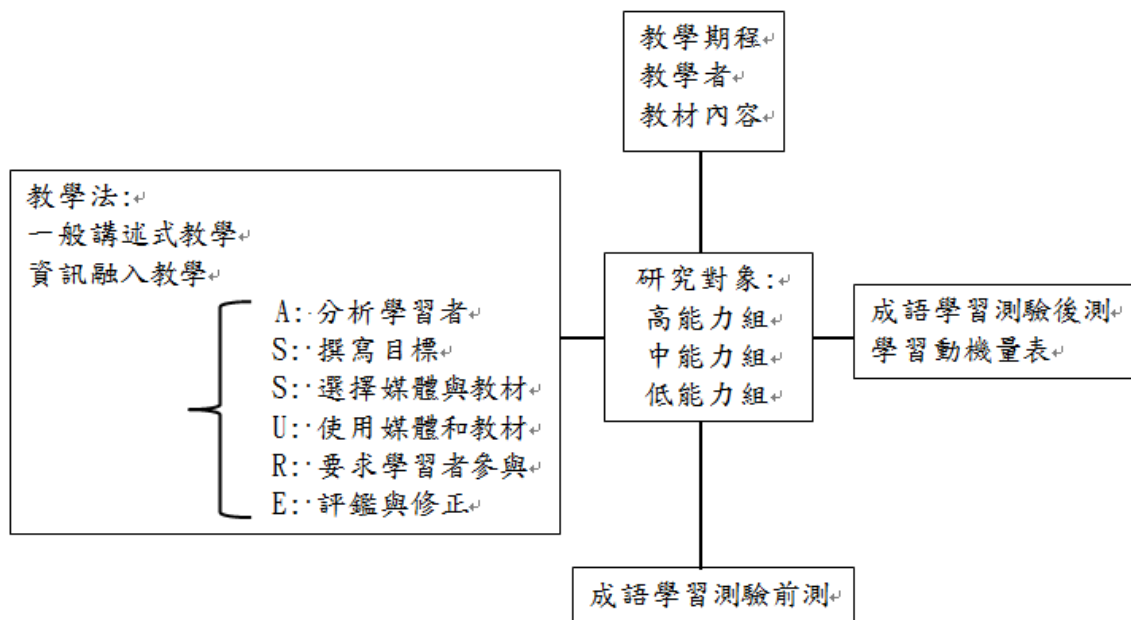 教學期程
教學者
教材內容
教學法:
一般講述式教學
資訊融入教學
A: 分析學習者
S: 撰寫目標
S: 選擇媒體與教材
U: 使用媒體和教材
R: 要求學習者參與
E: 評鑑與修正
研究對象:
高能力組
中能力組
低能力組
成語學習測驗後測
學習動機量表
成語學習測驗前測